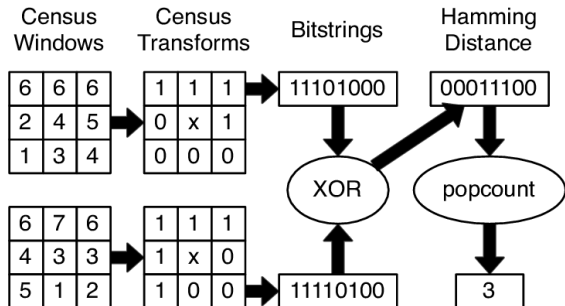 Census Windows
Census Transforms
Bitstrings
Hamming Distance
6 6 6
2 4 5
1 3 4
1 1 1
0 x 1
0 0 0
11101000
00011100
XOR
popcount
6 7 6
4 3 3
5 1 2
1 1 1
1 x 0
1 0 0
11110100
3